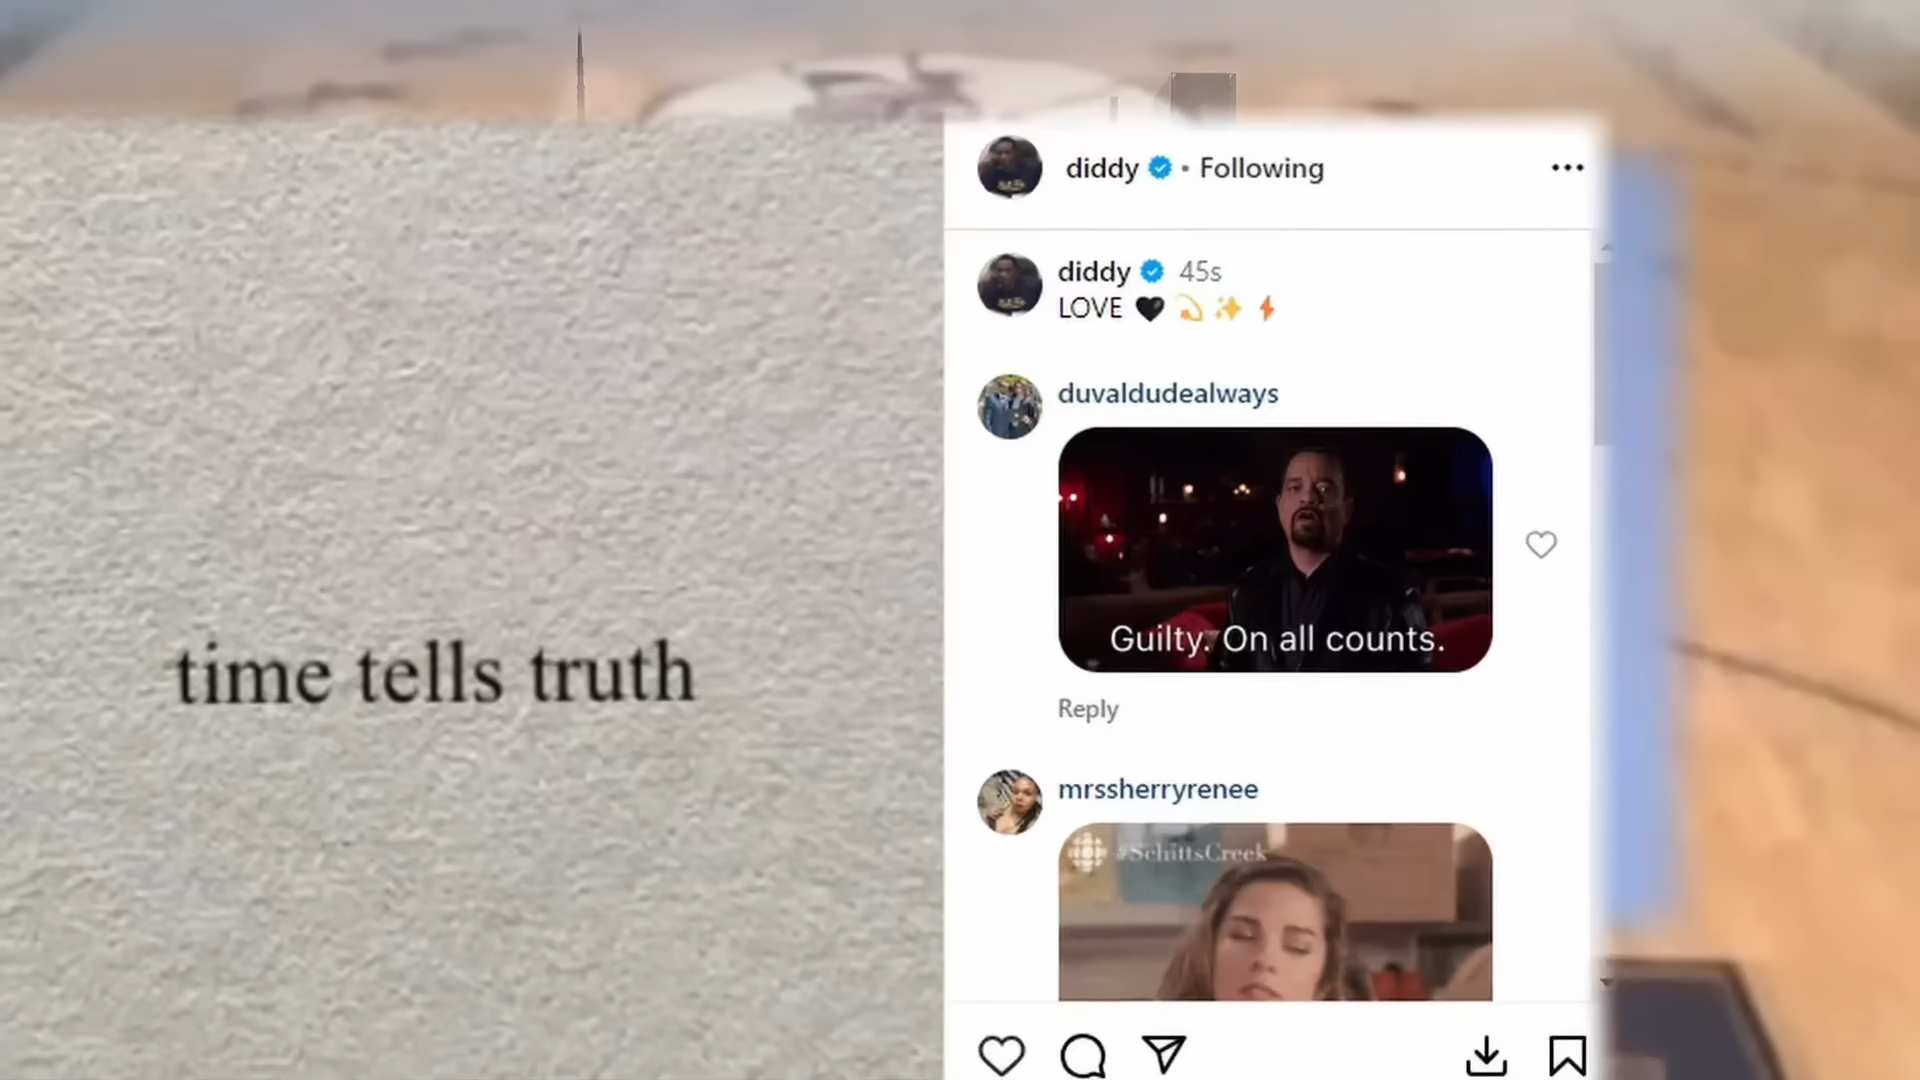 time tells truth
diddy • Following
diddy 45s
LOVE 🖤 💫 ✨ ⚡
duvaldudealways
Guilty. On all counts.
Reply
mrssherryrenee
#SchittsCreek